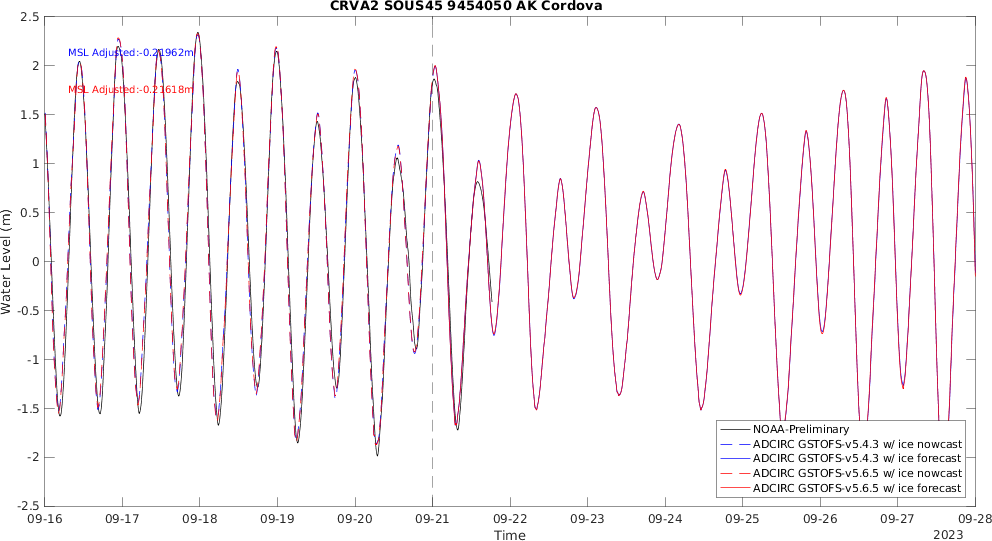 CRVA2 SOUS45 9454050 AK Cordova
2.5
2
1.5
1
0.5
0
-0.5
-1
-1.5
-2
-2.5
Water Level (m)
MSL Adjusted:-0.21962m
MSL Adjusted:-0.21618m
NOAA-Preliminary
ADCIRC GSTOFS-v5.4.3 w/ ice nowcast
ADCIRC GSTOFS-v5.4.3 w/ ice forecast
ADCIRC GSTOFS-v5.6.5 w/ ice nowcast
ADCIRC GSTOFS-v5.6.5 w/ ice forecast
09-16 09-17 09-18 09-19 09-20 09-21 09-22 09-23 09-24 09-25 09-26 09-27 09-28
Time
2023